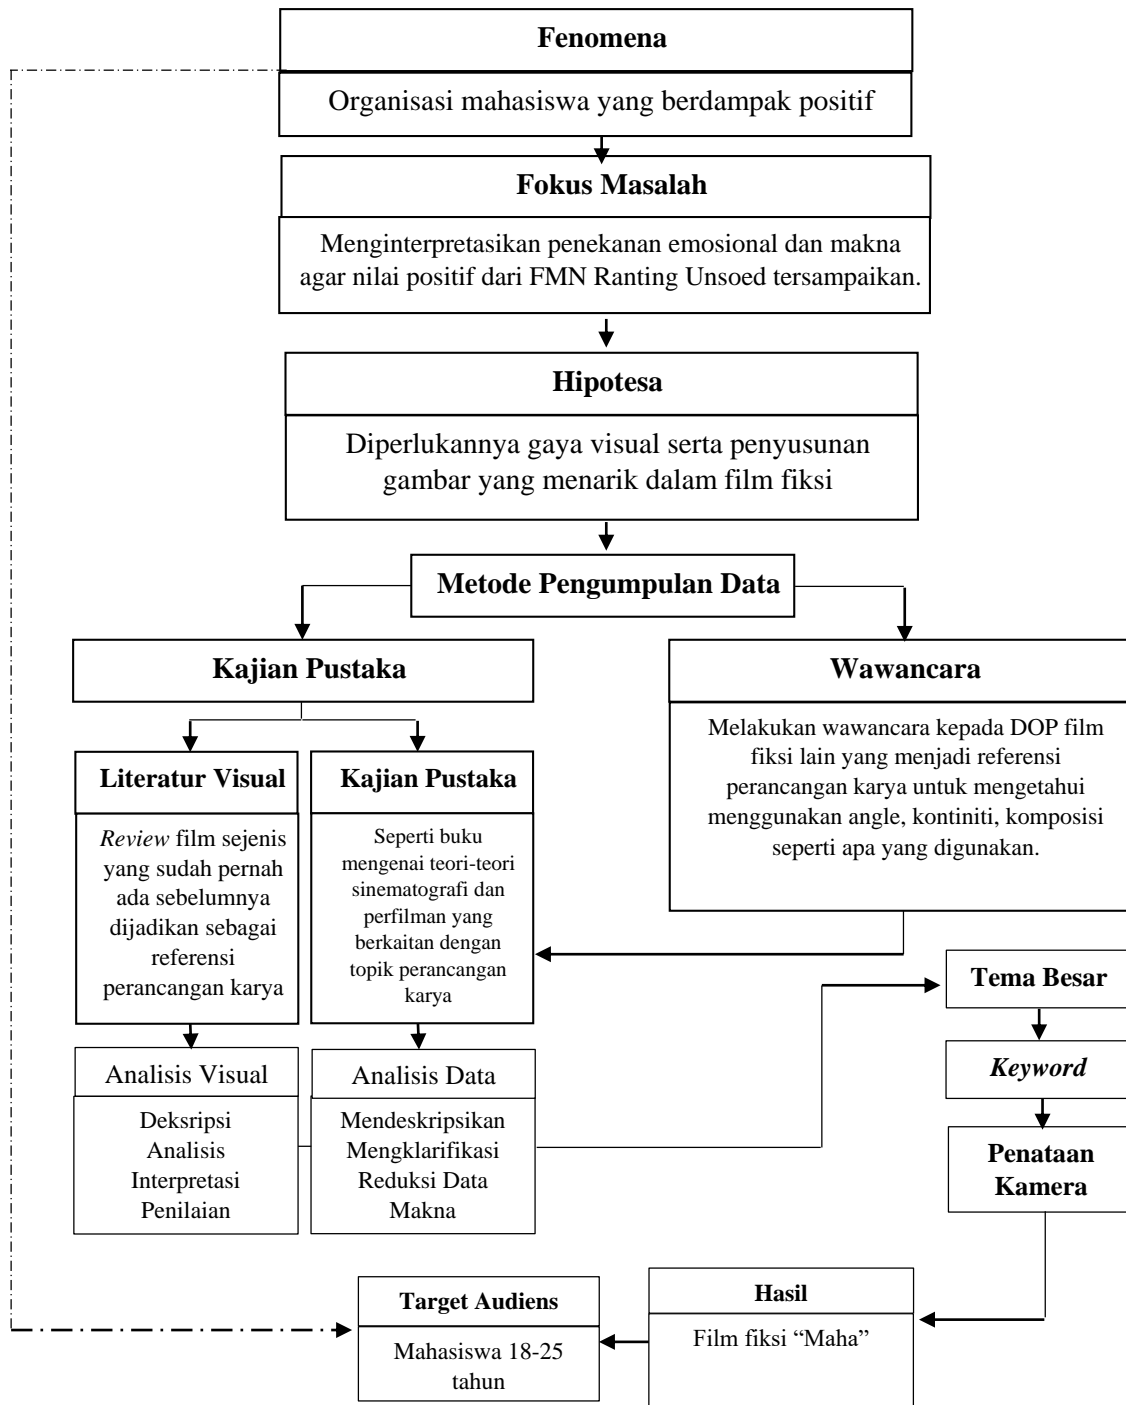 Fenomena
Organisasi mahasiswa yang berdampak positif
Fokus Masalah
Menginterpretasikan penekanan emosional dan makna
agar nilai positif dari FMN Ranting Unsoed tersampaikan.
Hipotesa
Diperlukannya gaya visual serta penyusunan
gambar yang menarik dalam film fiksi
Metode Pengumpulan Data
Kajian Pustaka
Literatur Visual
Review film sejenis
yang sudah pernah
ada sebelumnya
dijadikan sebagai
referensi
perancangan karya
Kajian Pustaka
Seperti buku
mengenai teori-teori
sinematografi dan
perfilman yang
berkaitan dengan
topik perancangan
karya
Wawancara
Melakukan wawancara kepada DOP film
fiksi lain yang menjadi referensi
perancangan karya untuk mengetahui
menggunakan angle, kontiniti, komposisi
seperti apa yang digunakan.
Analisis Visual
Deksripsi
Analisis
Interpretasi
Penilaian
Analisis Data
Mendeskripsikan
Mengklarifikasi
Reduksi Data
Makna
Tema Besar
Keyword
Penataan
Kamera
Hasil
Film fiksi “Maha”
Target Audiens
Mahasiswa 18-25
tahun